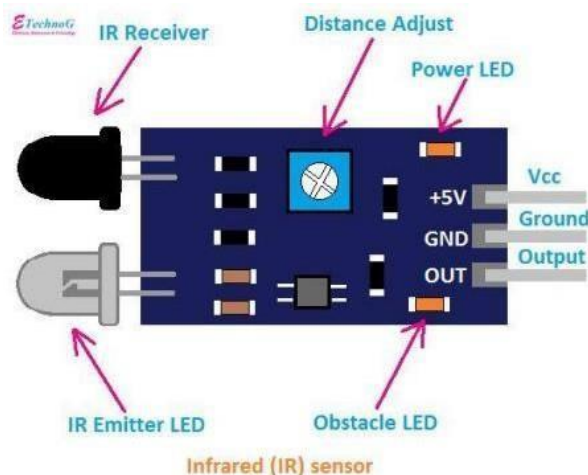 ETechnoG
IR Receiver
Distance Adjust
Power LED
+5V
Vcc
GND
Ground
OUT
Output
IR Emitter LED
Obstacle LED
Infrared (IR) sensor